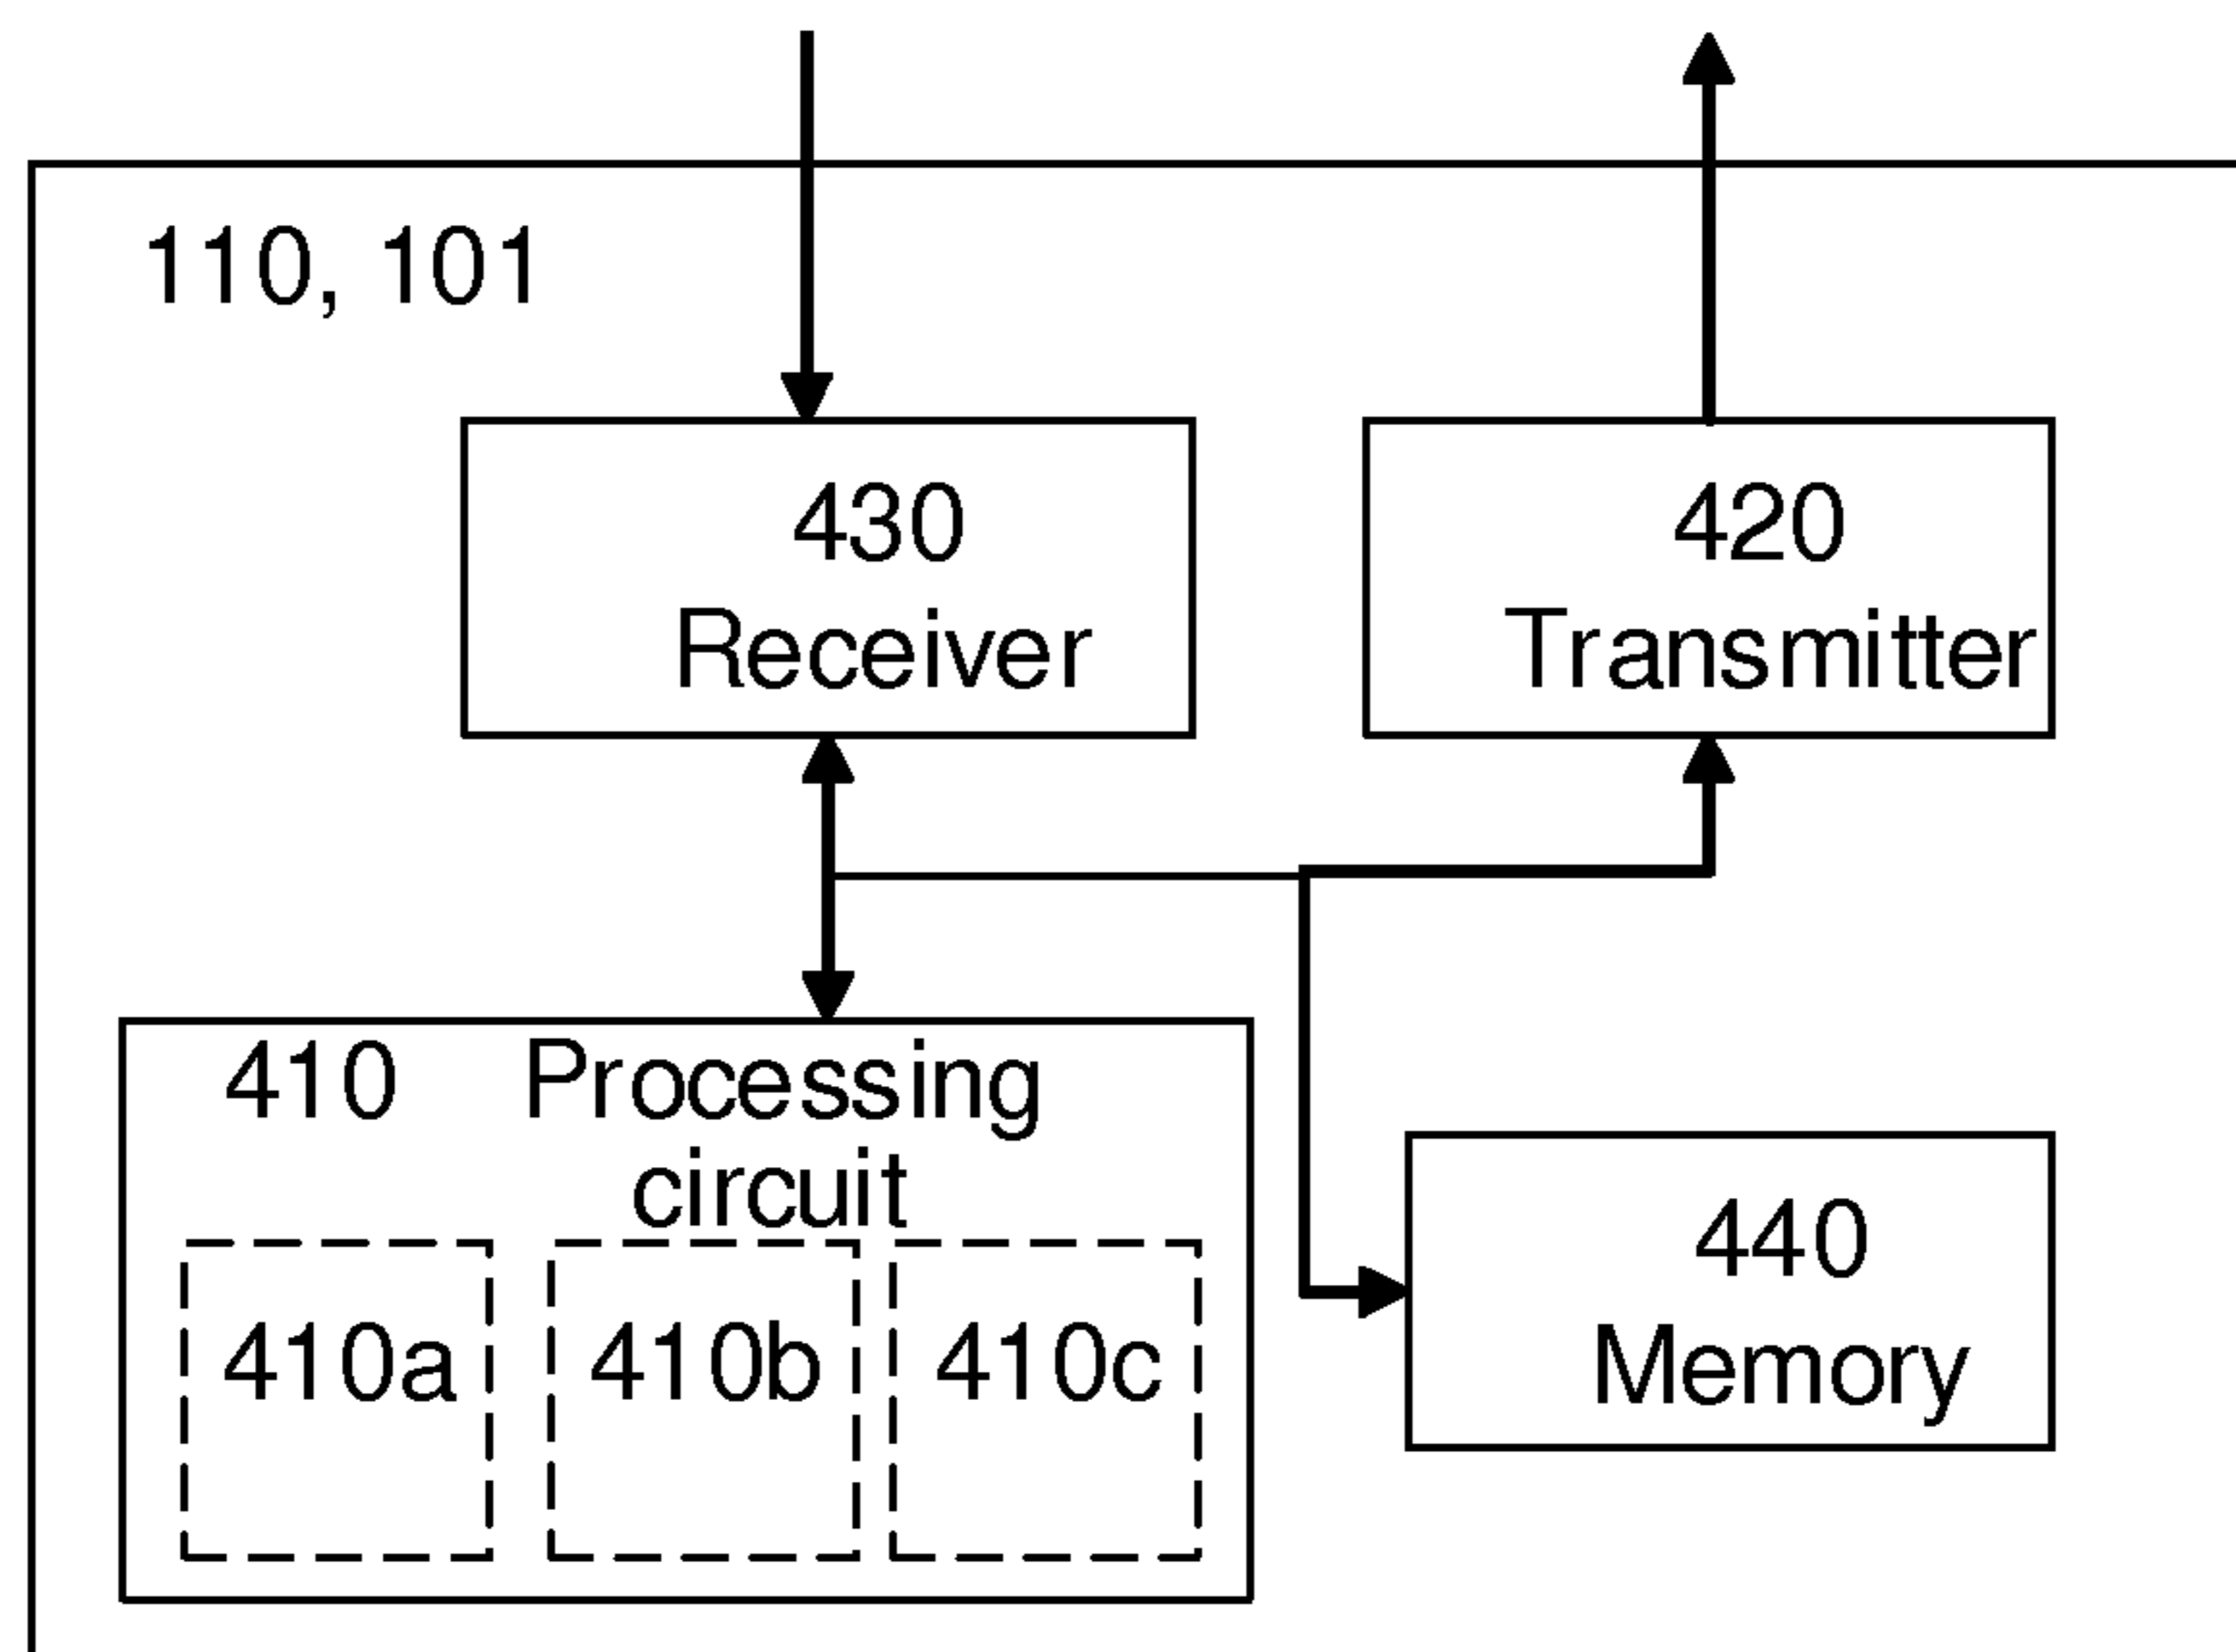 110, 101
430
Receiver
420
Transmitter
410 Processing
circuit
410a
410b
410c
440
Memory